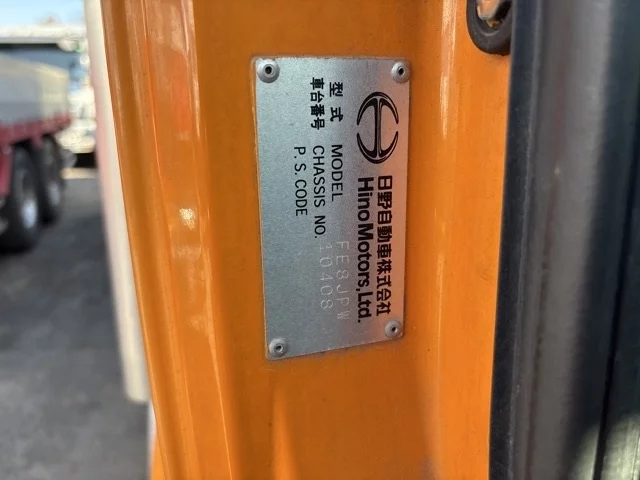 日野自動車株式会社
Hino Motors, Ltd.
型式 MODEL FE8JPW
車台番号 CHASSIS NO. 10408
P.S.CODE